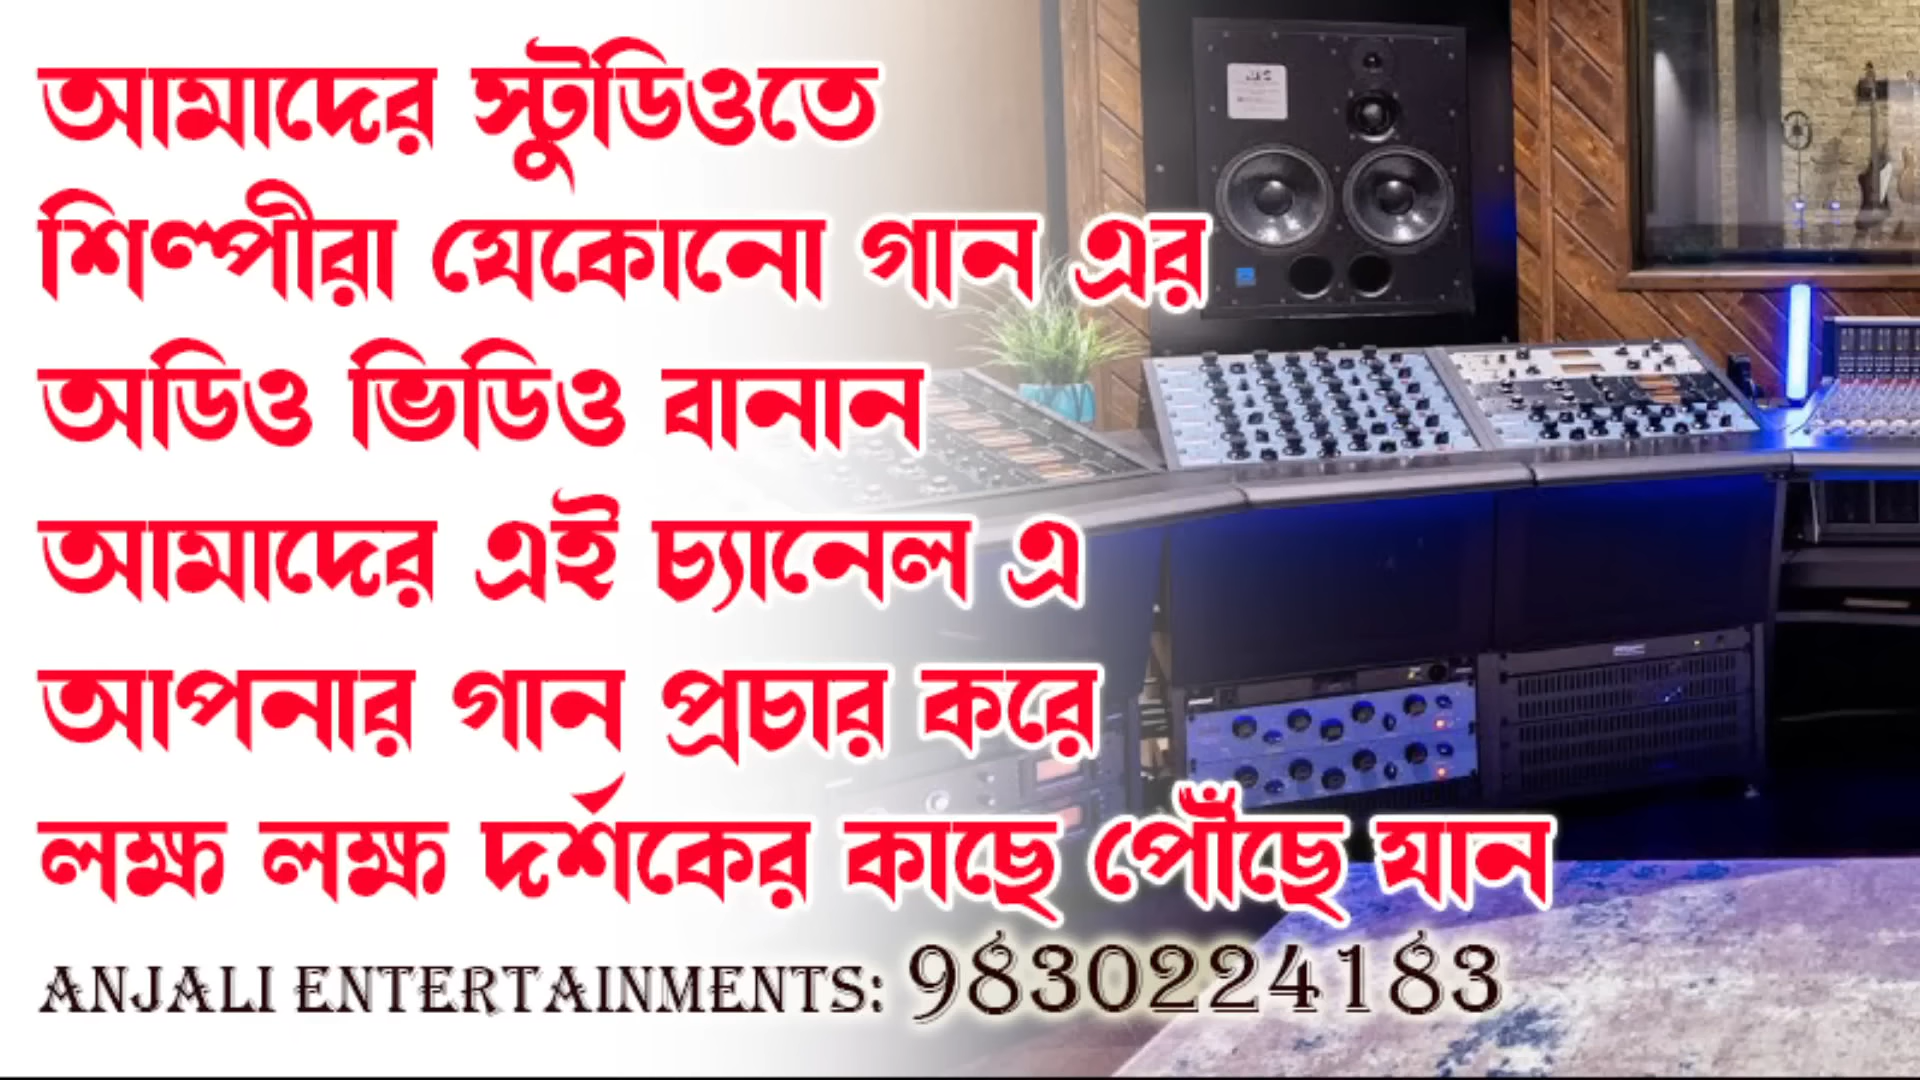 আমাদের স্টুডিওতে
শিল্পীরা যেকোনো গান এর
অডিও ভিডিও বানান
আমাদের এই চ্যানেল এ
আপনার গান প্রচার করে
লক্ষ লক্ষ দর্শকের কাছে পৌঁছে যান
ANJALI ENTERTAINMENTS: 9830224183